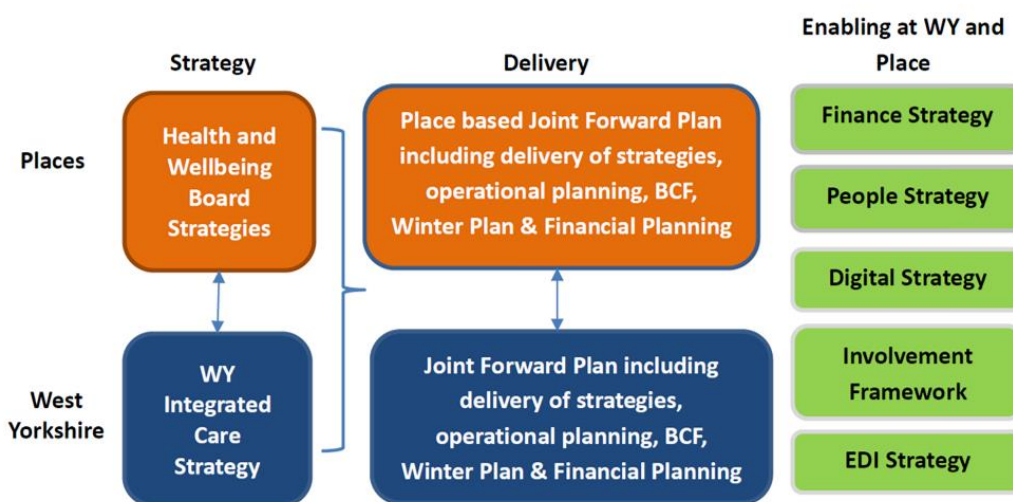 Strategy
Delivery
Enabling at WY and
Place
Places
Health and
Wellbeing
Board
Strategies
Place based Joint Forward Plan
including delivery of strategies,
operational planning, BCF,
Winter Plan & Financial Planning
West
Yorkshire
WY
Integrated
Care
Strategy
Joint Forward Plan including
delivery of strategies,
operational planning, BCF,
Winter Plan & Financial Planning
Finance Strategy
People Strategy
Digital Strategy
Involvement
Framework
EDI Strategy